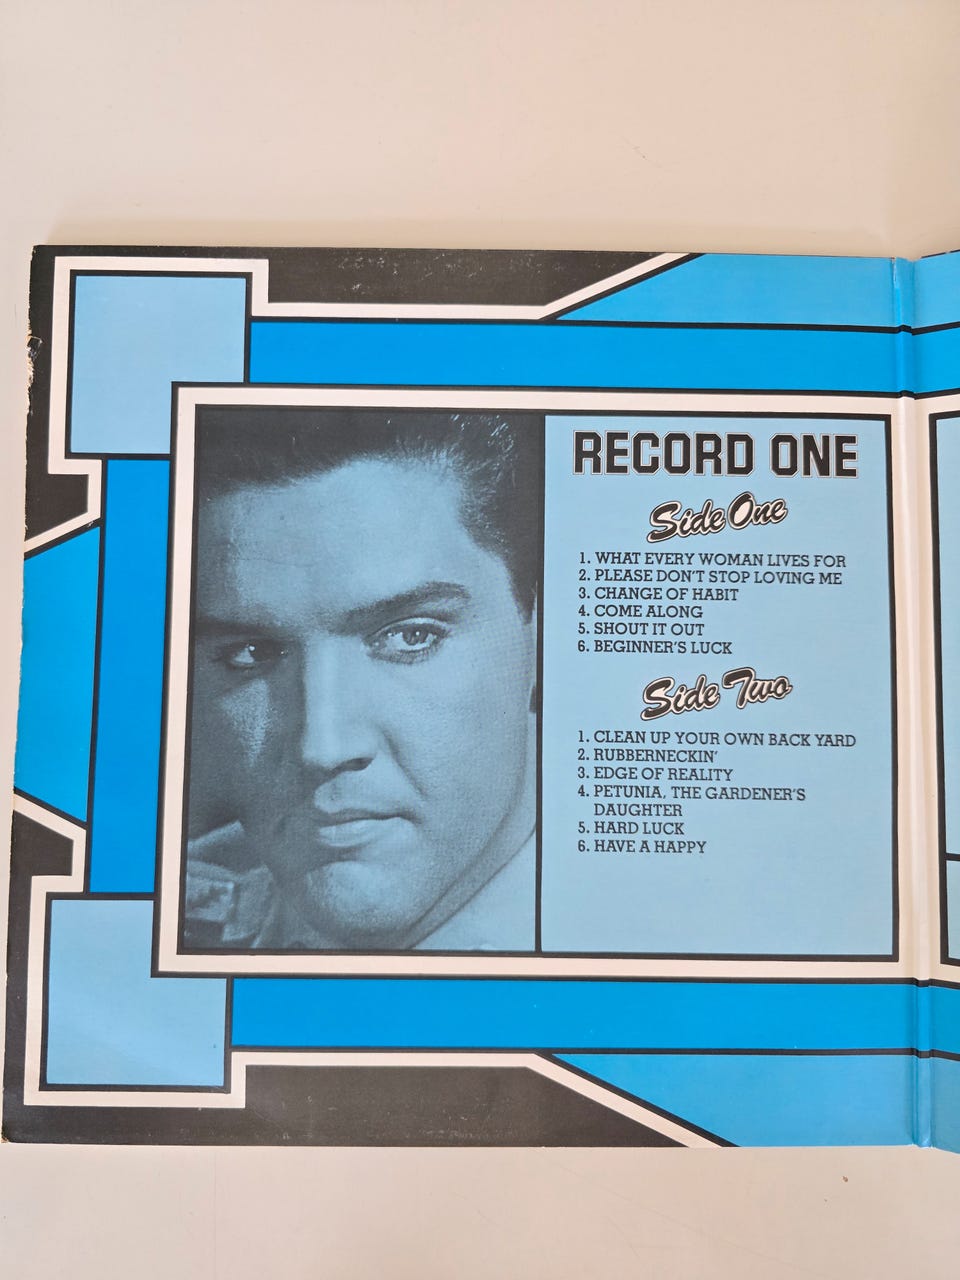 RECORD ONE
Side One
1. WHAT EVERY WOMAN LIVES FOR
2. PLEASE DON'T STOP LOVING ME
3. CHANGE OF HABIT
4. COME ALONG
5. SHOUT IT OUT
6. BEGINNER'S LUCK
Side Two
1. CLEAN UP YOUR OWN BACK YARD
2. RUBBERNECKIN'
3. EDGE OF REALITY
4. PETUNIA, THE GARDENER'S
DAUGHTER
5. HARD LUCK
6. HAVE A HAPPY